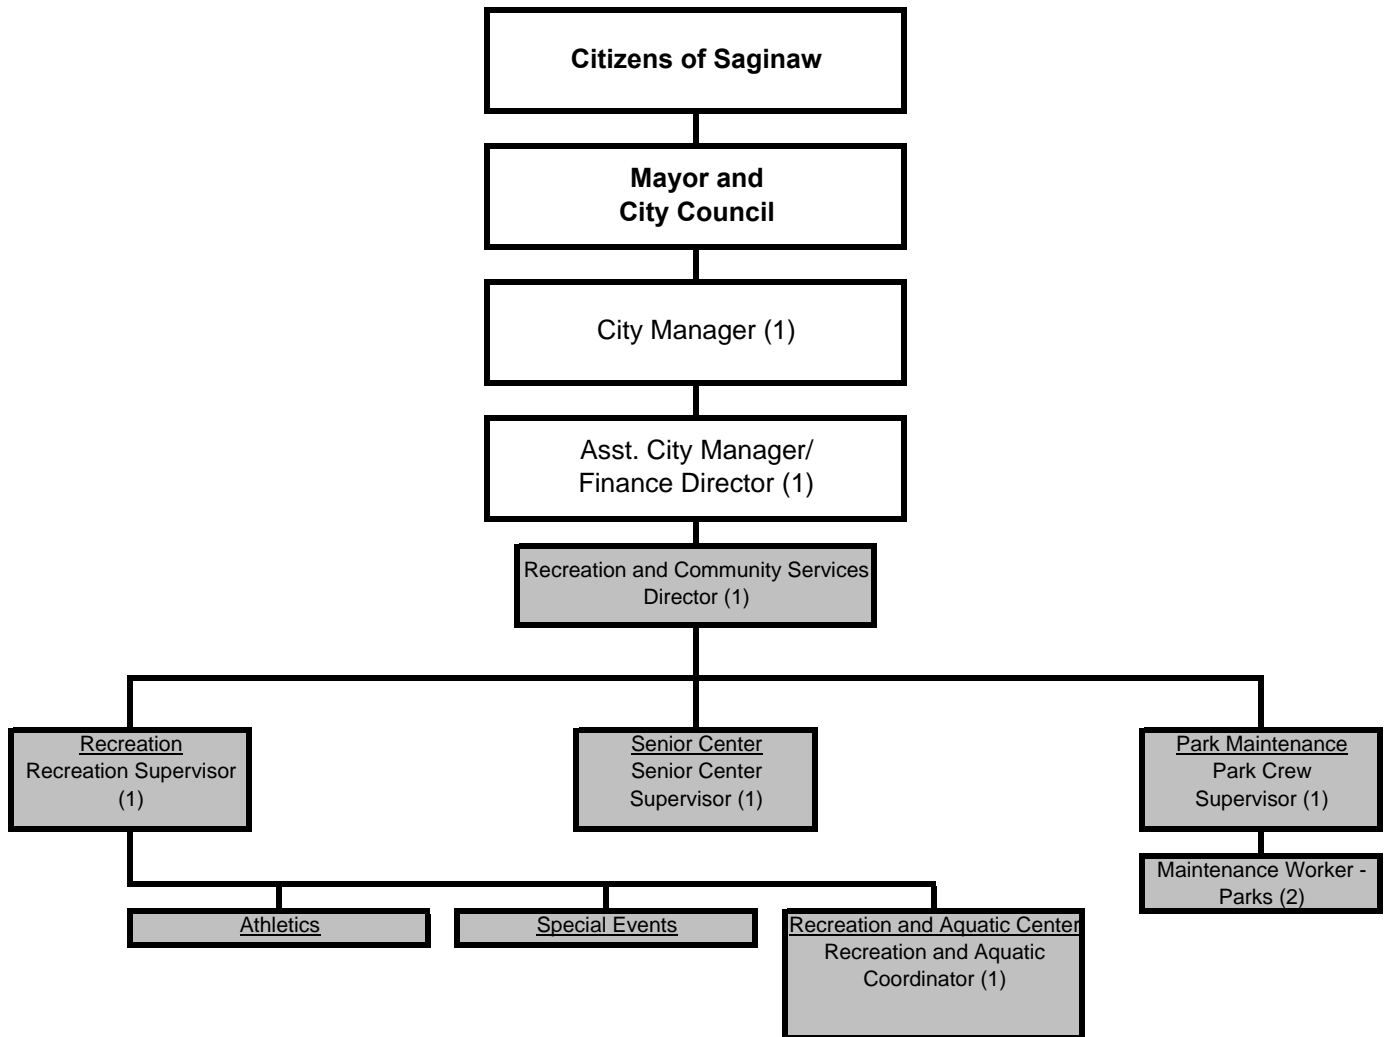 Citizens of Saginaw
Mayor and
City Council
City Manager (1)
Asst. City Manager/
Finance Director (1)
Recreation and Community Services
Director (1)
Recreation
Recreation Supervisor
(1)
Senior Center
Senior Center
Supervisor (1)
Park Maintenance
Park Crew
Supervisor (1)
Maintenance Worker -
Parks (2)
Athletics
Special Events
Recreation and Aquatic Center
Recreation and Aquatic
Coordinator (1)